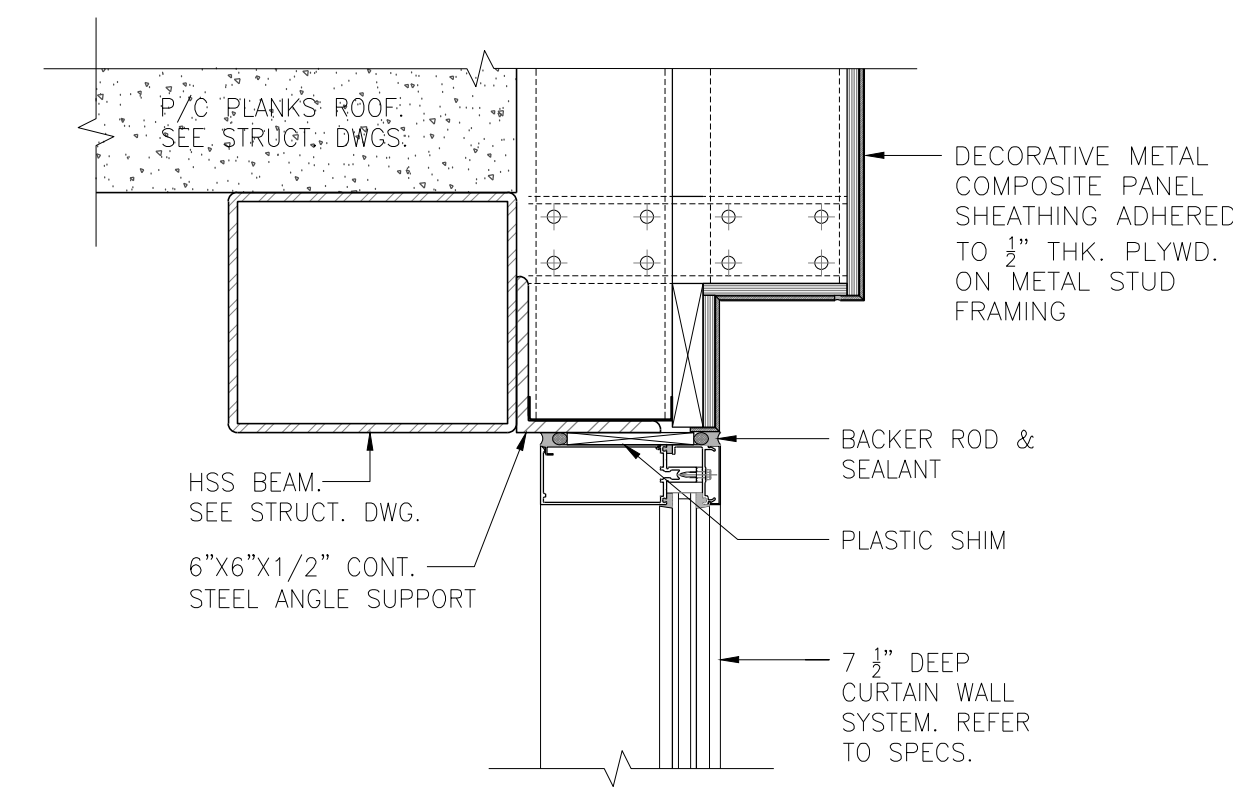 P/C PLANKS ROOF.
SEE STRUCT. DWGS.
DECORATIVE METAL
COMPOSITE PANEL
SHEATHING ADHERED
TO 1/2" THK. PLYWD.
ON METAL STUD
FRAMING
BACKER ROD &
SEALANT
HSS BEAM.
SEE STRUCT. DWG.
PLASTIC SHIM
6"X6"X1/2" CONT.
STEEL ANGLE SUPPORT
7 1/2" DEEP
CURTAIN WALL
SYSTEM. REFER
TO SPECS.